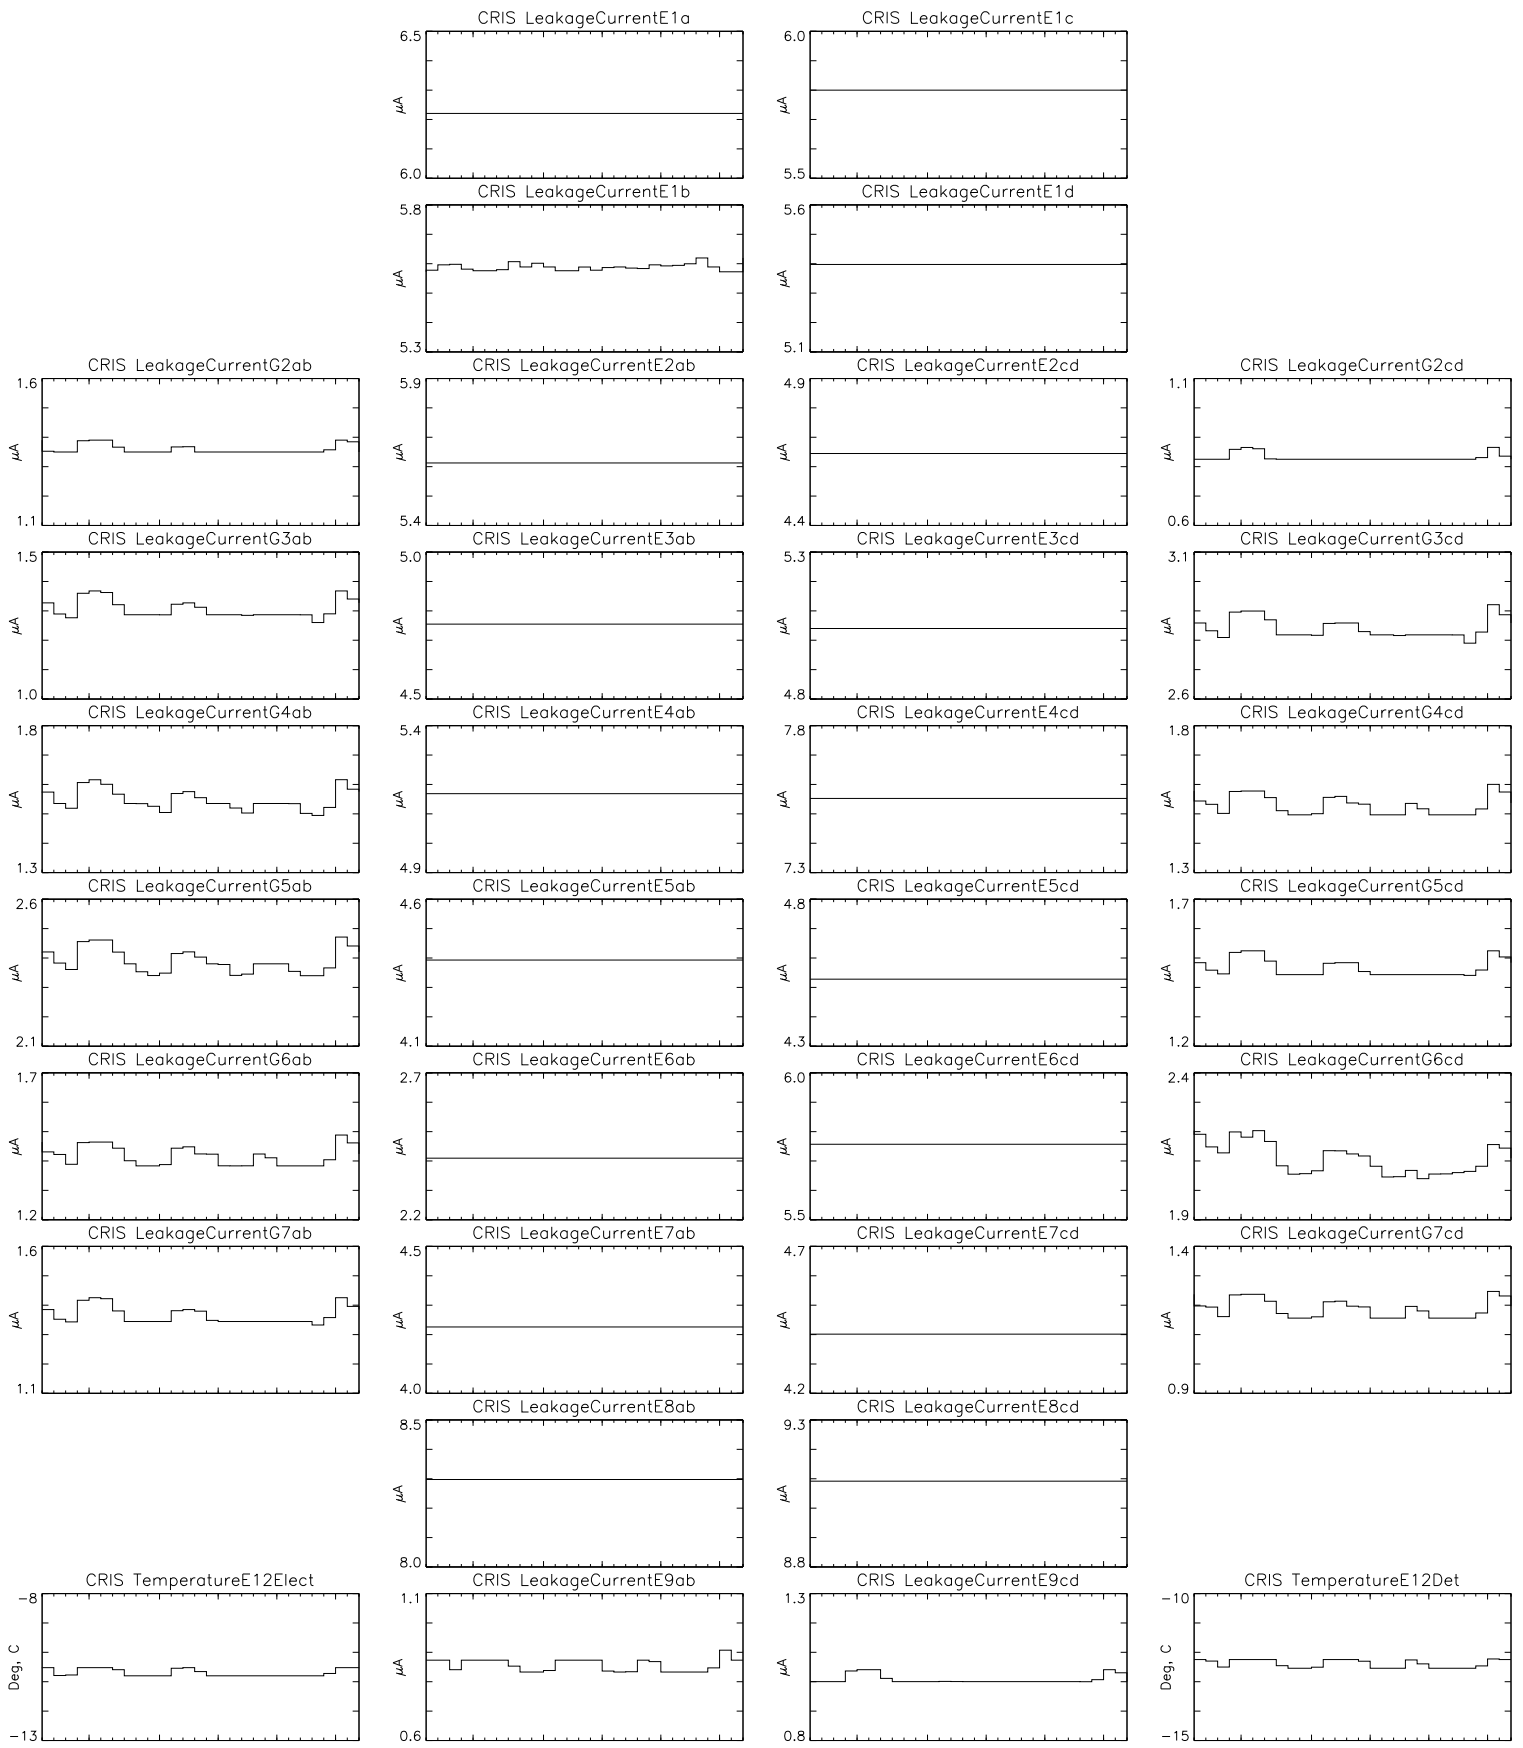 CRIS LeakageCurrentE1a
6.5
µA
6.0
CRIS LeakageCurrentE1c
6.0
µA
5.5
CRIS LeakageCurrentE1b
5.8
µA
5.3
CRIS LeakageCurrentE1d
5.6
µA
5.1
CRIS LeakageCurrentG2ab
1.6
µA
1.1
CRIS LeakageCurrentE2ab
5.9
µA
5.4
CRIS LeakageCurrentE2cd
4.9
µA
4.4
CRIS LeakageCurrentG2cd
1.1
µA
0.6
CRIS LeakageCurrentG3ab
1.5
µA
1.0
CRIS LeakageCurrentE3ab
5.0
µA
4.5
CRIS LeakageCurrentE3cd
5.3
µA
4.8
CRIS LeakageCurrentG3cd
3.1
µA
2.6
CRIS LeakageCurrentG4ab
1.8
µA
1.3
CRIS LeakageCurrentE4ab
5.4
µA
4.9
CRIS LeakageCurrentE4cd
7.8
µA
7.3
CRIS LeakageCurrentG4cd
1.8
µA
1.3
CRIS LeakageCurrentG5ab
2.6
µA
2.1
CRIS LeakageCurrentE5ab
4.6
µA
4.1
CRIS LeakageCurrentE5cd
4.8
µA
4.3
CRIS LeakageCurrentG5cd
1.7
µA
1.2
CRIS LeakageCurrentG6ab
1.7
µA
1.2
CRIS LeakageCurrentE6ab
2.7
µA
2.2
CRIS LeakageCurrentE6cd
6.0
µA
5.5
CRIS LeakageCurrentG6cd
2.4
µA
1.9
CRIS LeakageCurrentG7ab
1.6
µA
1.1
CRIS LeakageCurrentE7ab
4.5
µA
4.0
CRIS LeakageCurrentE7cd
4.7
µA
4.2
CRIS LeakageCurrentG7cd
1.4
µA
0.9
CRIS LeakageCurrentE8ab
8.5
µA
8.0
CRIS LeakageCurrentE8cd
9.3
µA
8.8
CRIS TemperatureE12Elect
-8
Deg, C
-13
CRIS LeakageCurrentE9ab
1.1
µA
0.6
CRIS LeakageCurrentE9cd
1.3
µA
0.8
CRIS TemperatureE12Det
-10
Deg, C
-15